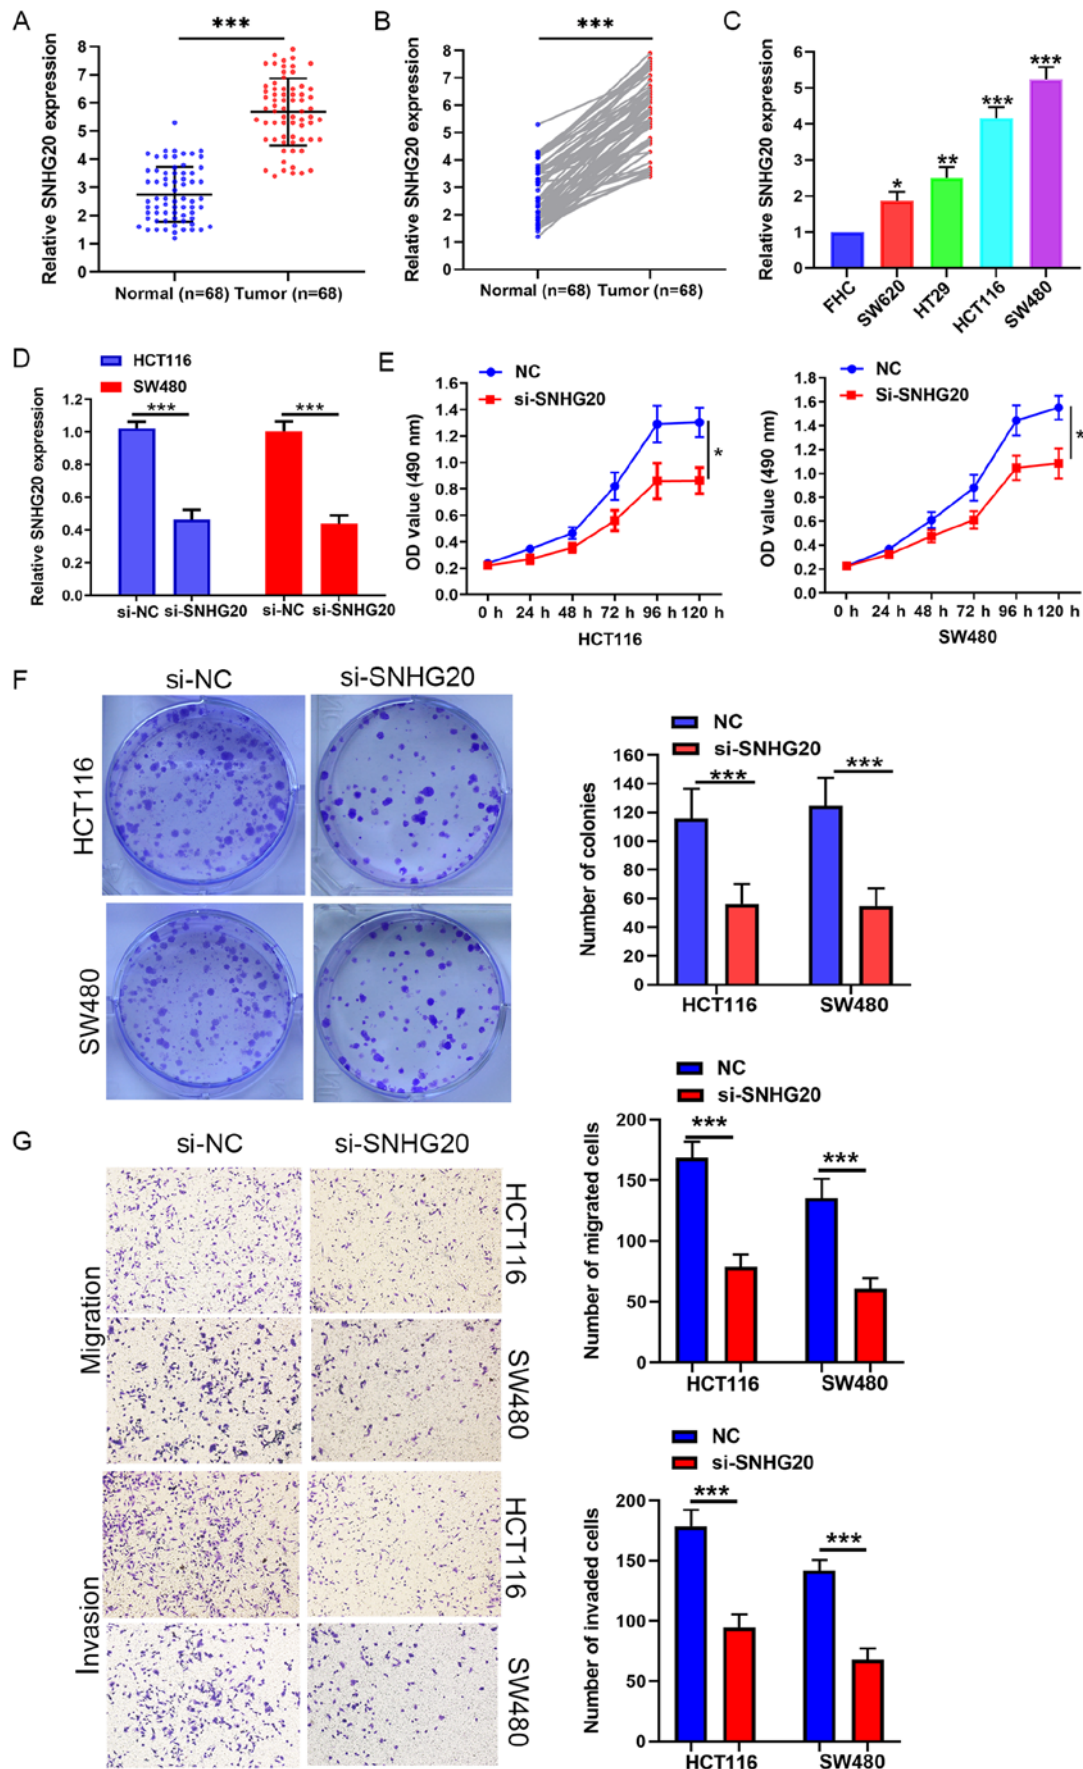 A
***
Relative SNHG20 expression
8
7
6
5
4
3
2
1
0
Normal (n=68) Tumor (n=68)
B
***
Relative SNHG20 expression
8
7
6
5
4
3
2
1
0
Normal (n=68) Tumor (n=68)
C
Relative SNHG20 expression
6
5
4
3
2
1
0
*
**
***
***
FHC
SW620
HT29
HCT116
SW480
D
HCT116
SW480
Relative SNHG20 expression
1.2
1.0
0.8
0.6
0.4
0.2
0.0
***
***
si-NC si-SNHG20 si-NC si-SNHG20
E
NC
si-SNHG20
OD value (490 nm)
1.6
1.4
1.2
1.0
0.8
0.6
0.4
0.2
0.0
*
0 h 24 h 48 h 72 h 96 h 120 h
HCT116
NC
Si-SNHG20
OD value (490 nm)
1.8
1.6
1.4
1.2
1.0
0.8
0.6
0.4
0.2
0.0
*
0 h 24 h 48 h 72 h 96 h 120 h
SW480
F
si-NC si-SNHG20
HCT116
SW480
NC
si-SNHG20
Number of colonies
160
140
120
100
80
60
40
20
0
***
***
HCT116 SW480
G
si-NC si-SNHG20
Migration
HCT116
SW480
Invasion
HCT116
SW480
NC
si-SNHG20
Number of migrated cells
200
150
100
50
0
***
***
HCT116 SW480
NC
si-SNHG20
Number of invaded cells
200
150
100
50
0
***
***
HCT116 SW480